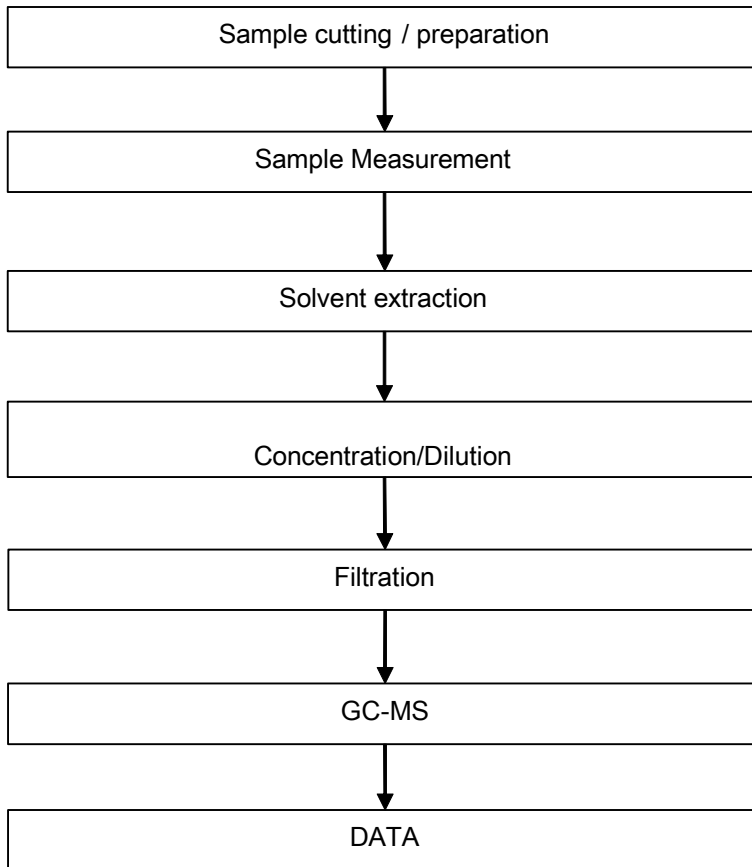 Sample cutting / preparation
Sample Measurement
Solvent extraction
Concentration/Dilution
Filtration
GC-MS
DATA